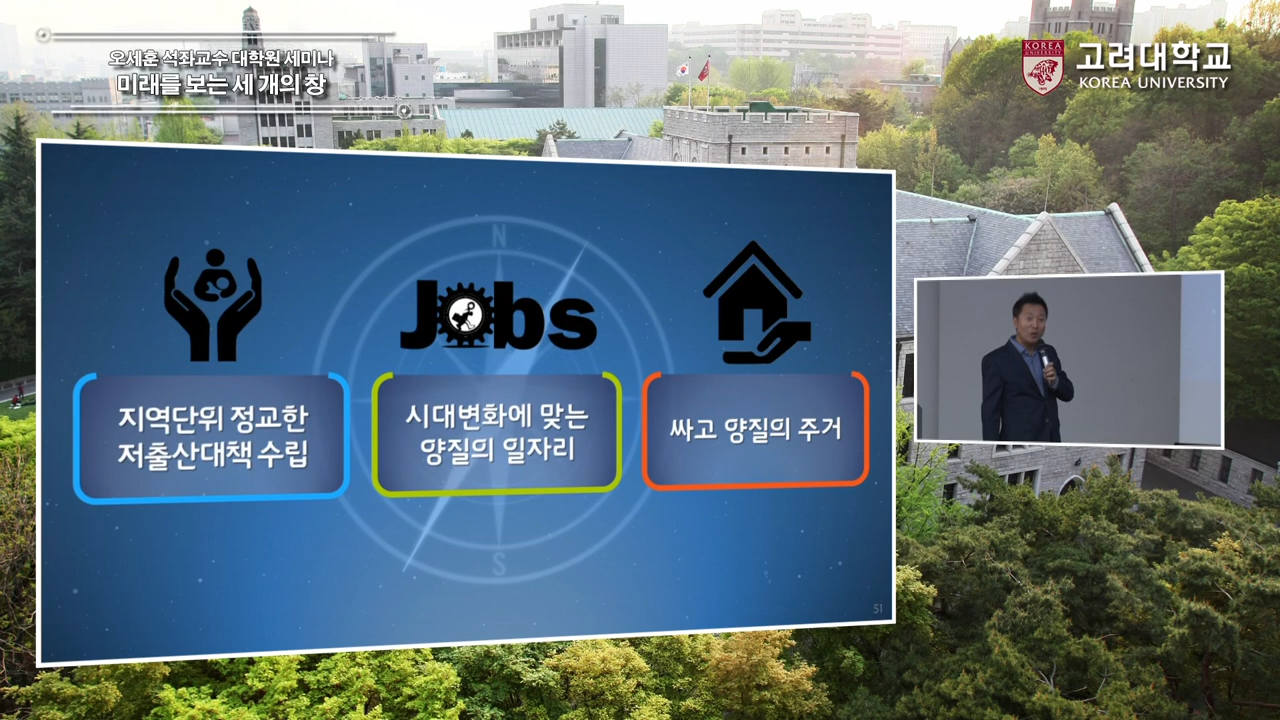 오세훈 석좌교수 대학원 세미나
미래를 보는 세 개의 창
KOREA
UNIVERSITY
1905
고려대학교
KOREA UNIVERSITY
N
Jobs
지역단위 정교한
저출산대책 수립
시대변화에 맞는
양질의 일자리
싸고 양질의 주거
S
51